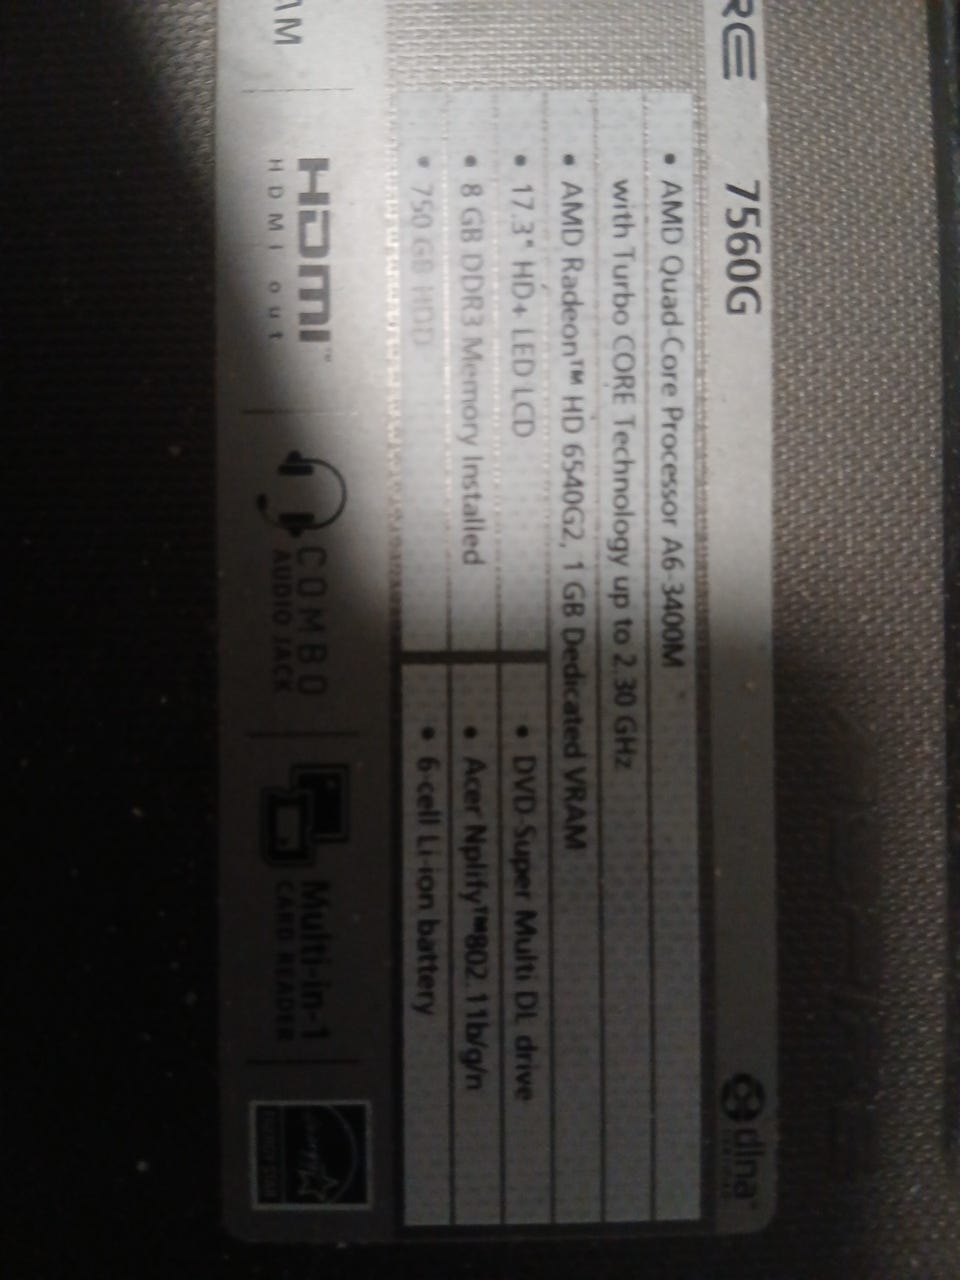 7560G
dlna
• AMD Quad-Core Processor A6-3400M
with Turbo CORE Technology up to 2.30 GHz
• AMD Radeon™ HD 6540G2, 1 GB Dedicated VRAM
• 17.3" HD+ LED LCD
• DVD-Super Multi DL drive
• 8 GB DDR3 Memory Installed
• Acer Nplify™802.11b/g/n
• 750 GB HDD
• 6-cell Li-ion battery
HDMI™
HDMI out
COMBO
AUDIO JACK
Multi-in-1
CARD READER
ENERGY STAR